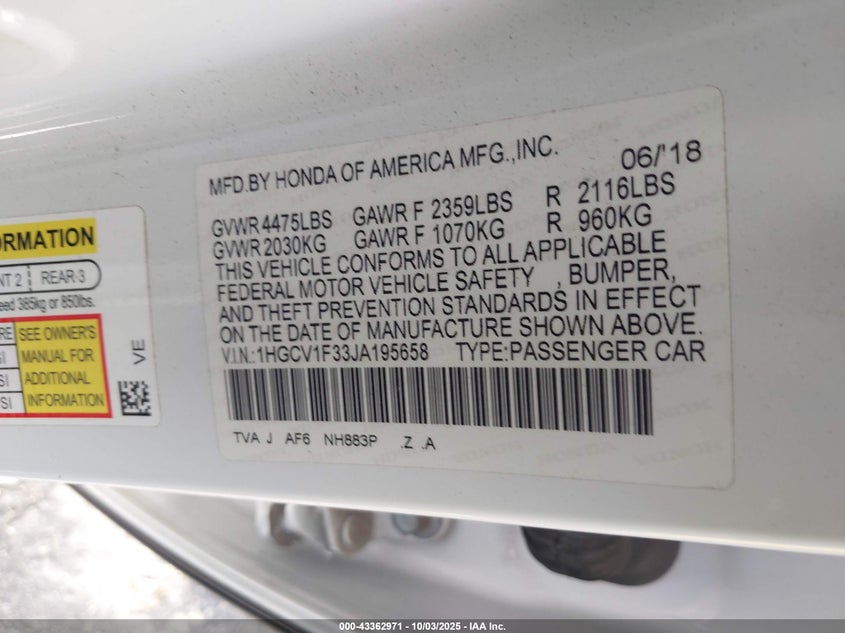 MFD.BY HONDA OF AMERICA MFG.,INC. 06/'18
GVWR 4475LBS GAWR F 2359LBS R 2116LBS
GVWR 2030KG GAWR F 1070KG R 960KG
THIS VEHICLE CONFORMS TO ALL APPLICABLE
FEDERAL MOTOR VEHICLE SAFETY , BUMPER,
AND THEFT PREVENTION STANDARDS IN EFFECT
ON THE DATE OF MANUFACTURE SHOWN ABOVE.
V.I.N.:1HGCV1F33JA195658 TYPE:PASSENGER CAR
TVA J AF6 NH883P .Z .A
REAR-3
385kg or 850lbs.
SEE OWNER'S
MANUAL FOR
ADDITIONAL
INFORMATION
VE
000-43362971 - 10/03/2025 - IAA Inc.